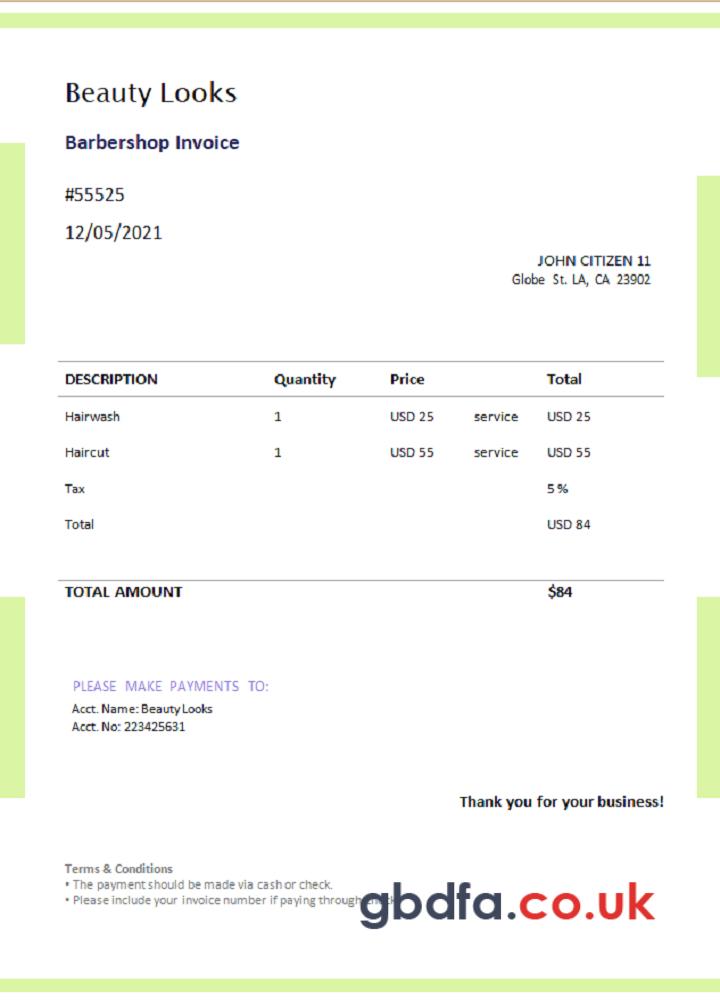 Beauty Looks
Barbershop Invoice
#55525
12/05/2021
JOHN CITIZEN 11
Globe St. LA, CA 23902
DESCRIPTION Quantity Price Total
Hairwash 1 USD 25 service USD 25
Haircut 1 USD 55 service USD 55
Tax 5%
Total USD 84
TOTAL AMOUNT $84
PLEASE MAKE PAYMENTS TO:
Acct. Name: Beauty Looks
Acct. No: 223425631
Thank you for your business!
Terms & Conditions
• The payment should be made via cash or check.
• Please include your invoice number if paying through
gbdfa.co.uk